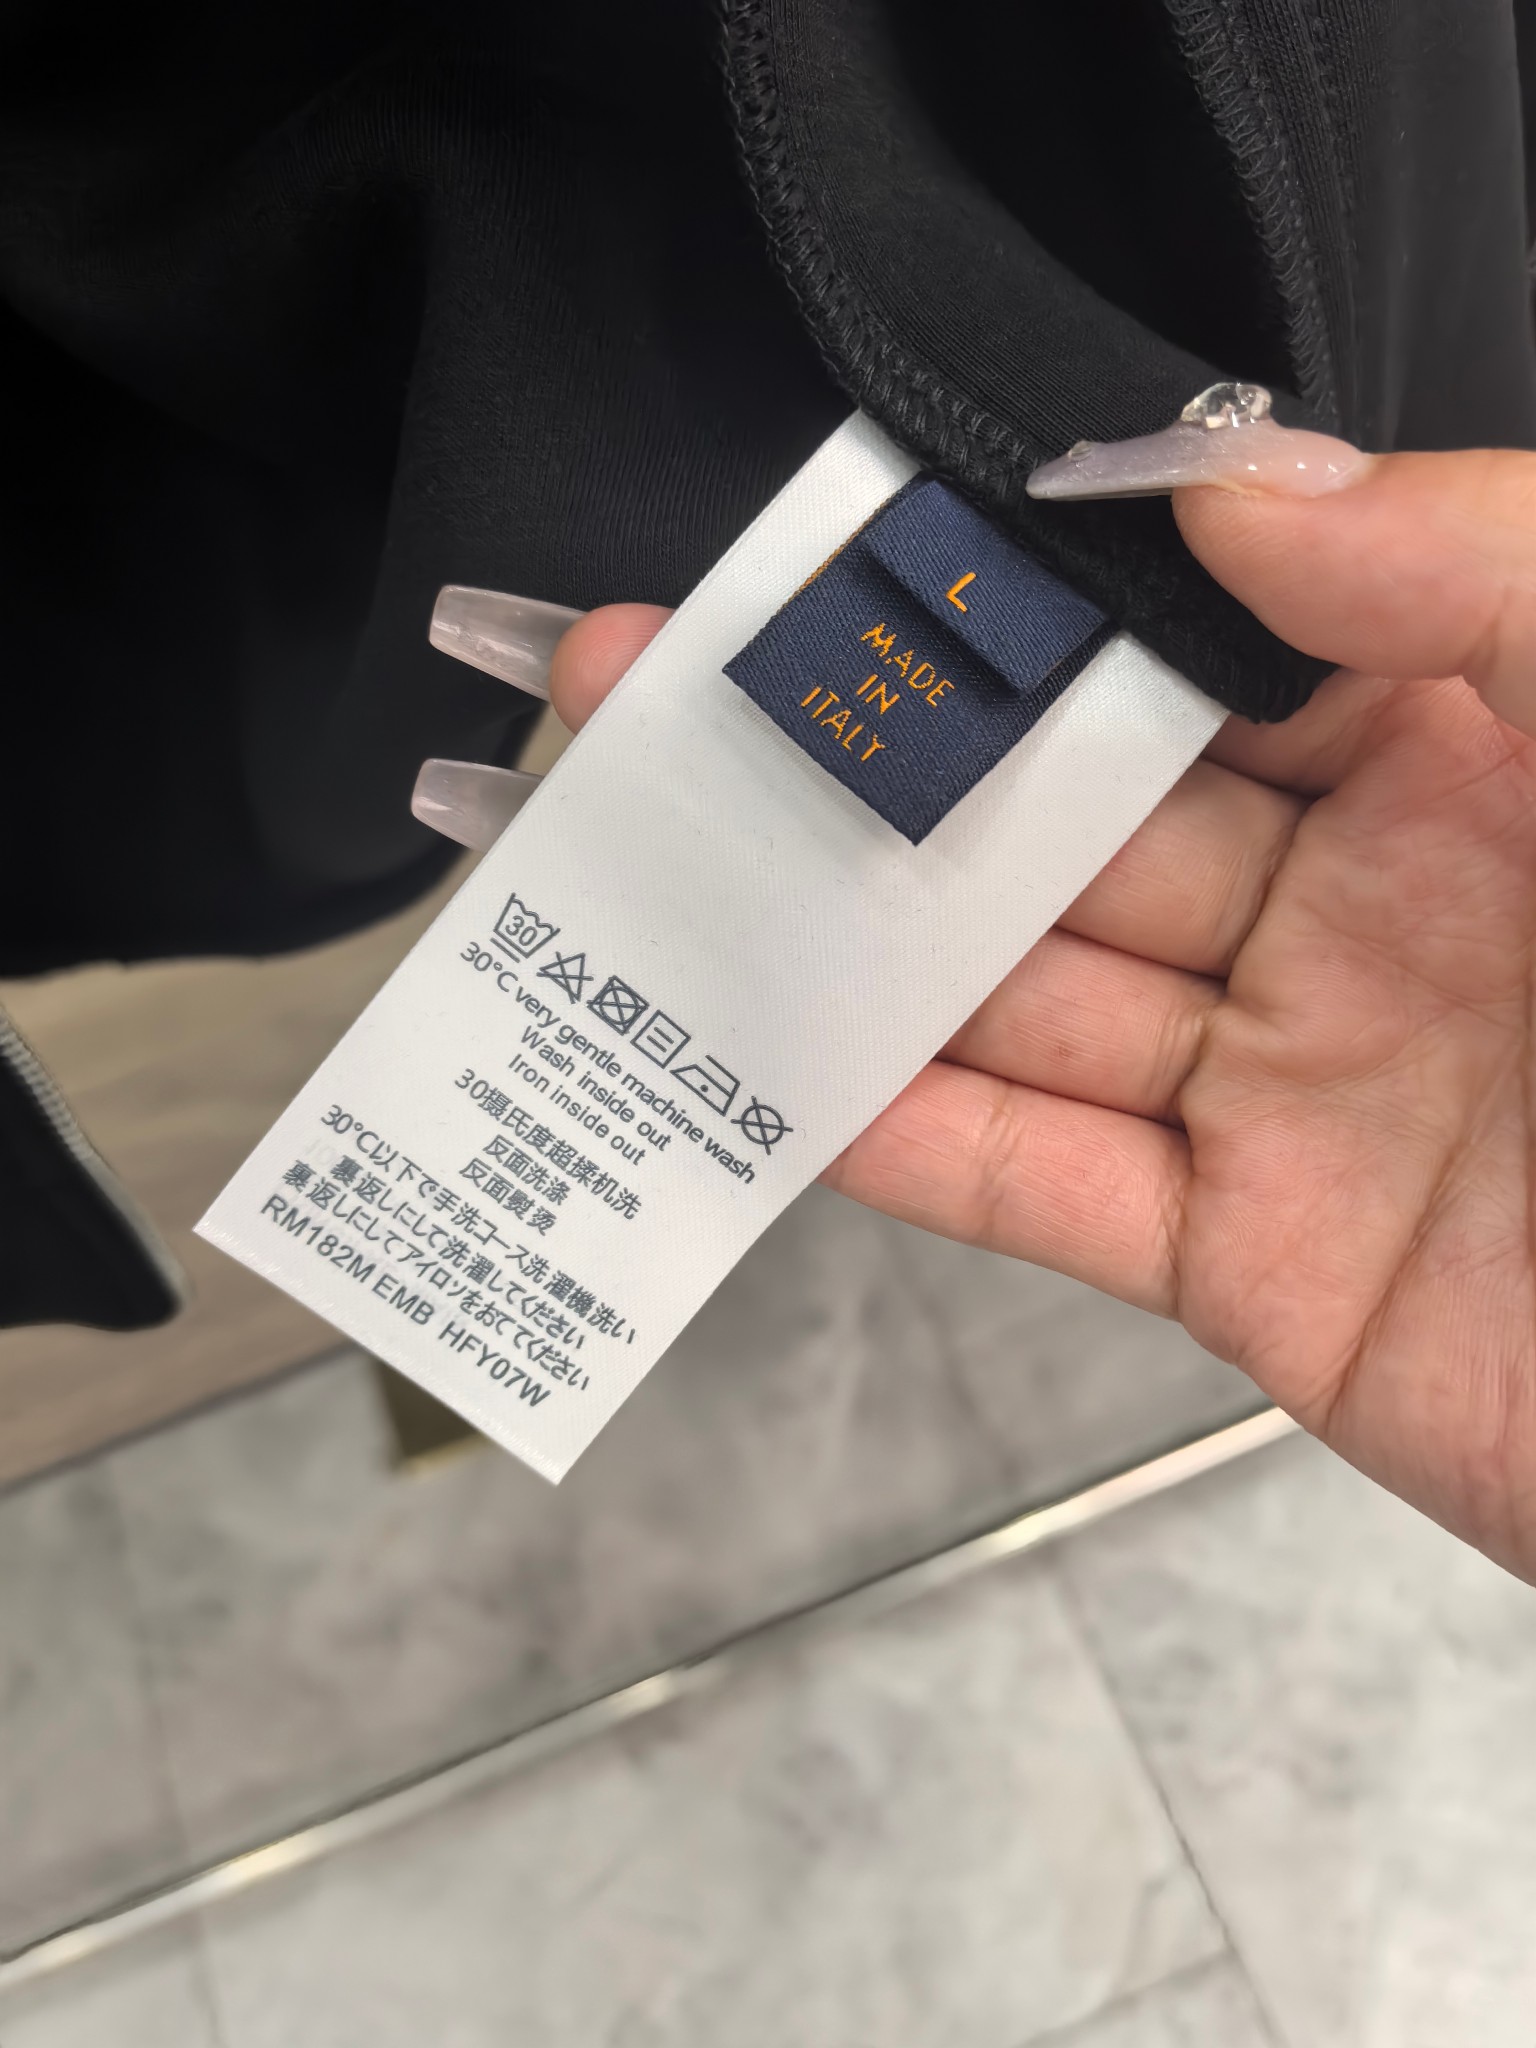 L
MADE
IN
ITALY
30
30°C very gentle machine wash
Wash inside out
Iron inside out
30摄氏度超揉机洗
反面洗涤
反面熨烫
30°C以下で手洗コース洗濯機洗い
裏返しにして洗濯してください
裏返しにしてアイロンをおててください
RM182M EMB HFY07W